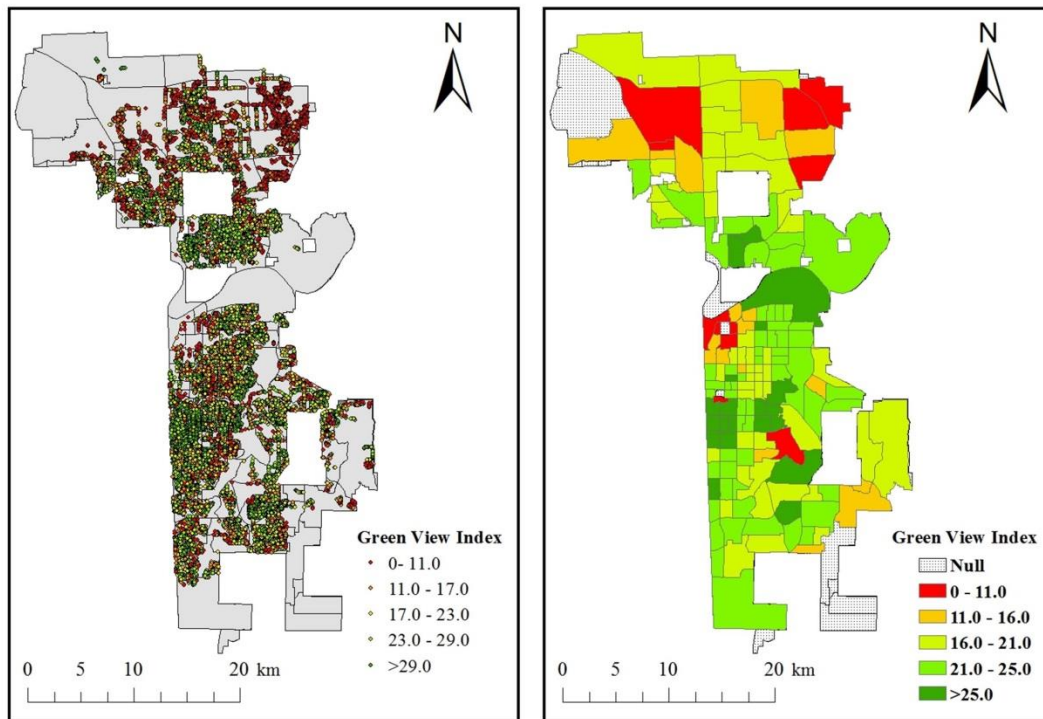 N
Green View Index
0- 11.0
11.0 - 17.0
17.0 - 23.0
23.0 - 29.0
>29.0
0 10 20 km
N
Green View Index
Null
0 - 11.0
11.0 - 16.0
16.0 - 21.0
21.0 - 25.0
>25.0
0 10 20 km